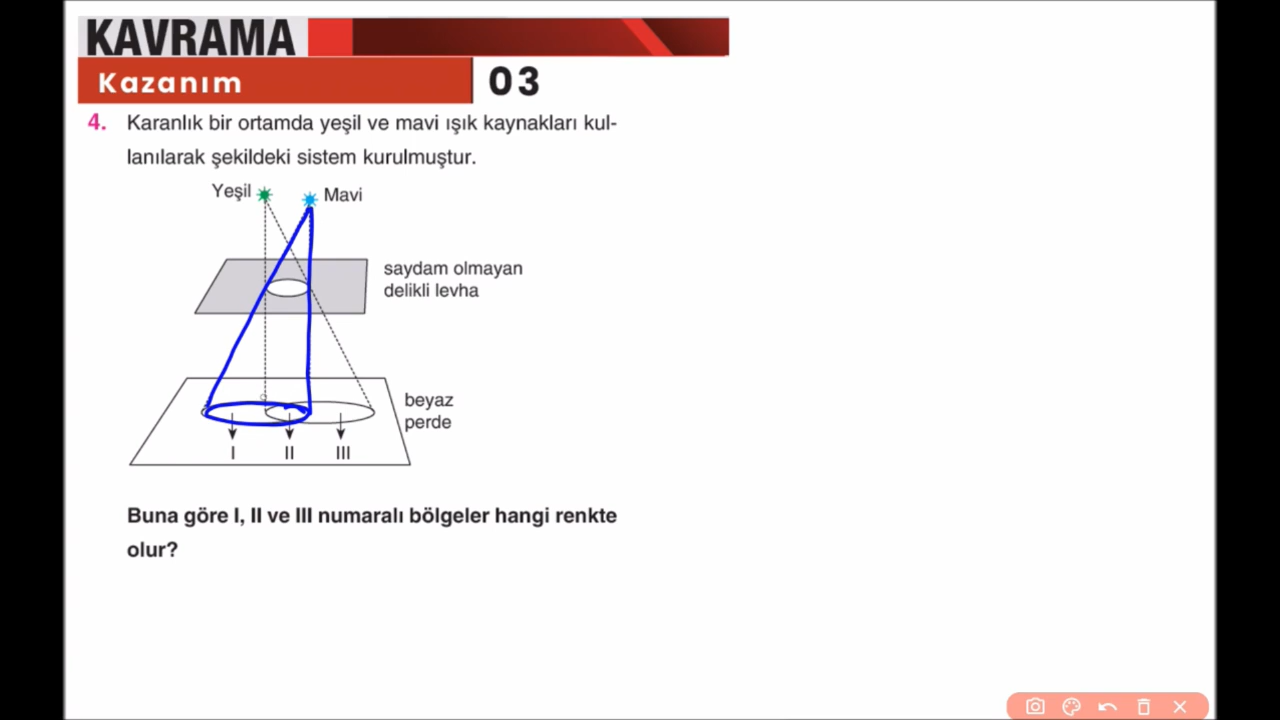 KAVRAMA
Kazanım 03
4. Karanlık bir ortamda yeşil ve mavi ışık kaynakları kul-
lanılarak şekildeki sistem kurulmuştur.
Yeşil Mavi
saydam olmayan
delikli levha
beyaz
perde
I II III
Buna göre I, II ve III numaralı bölgeler hangi renkte
olur?